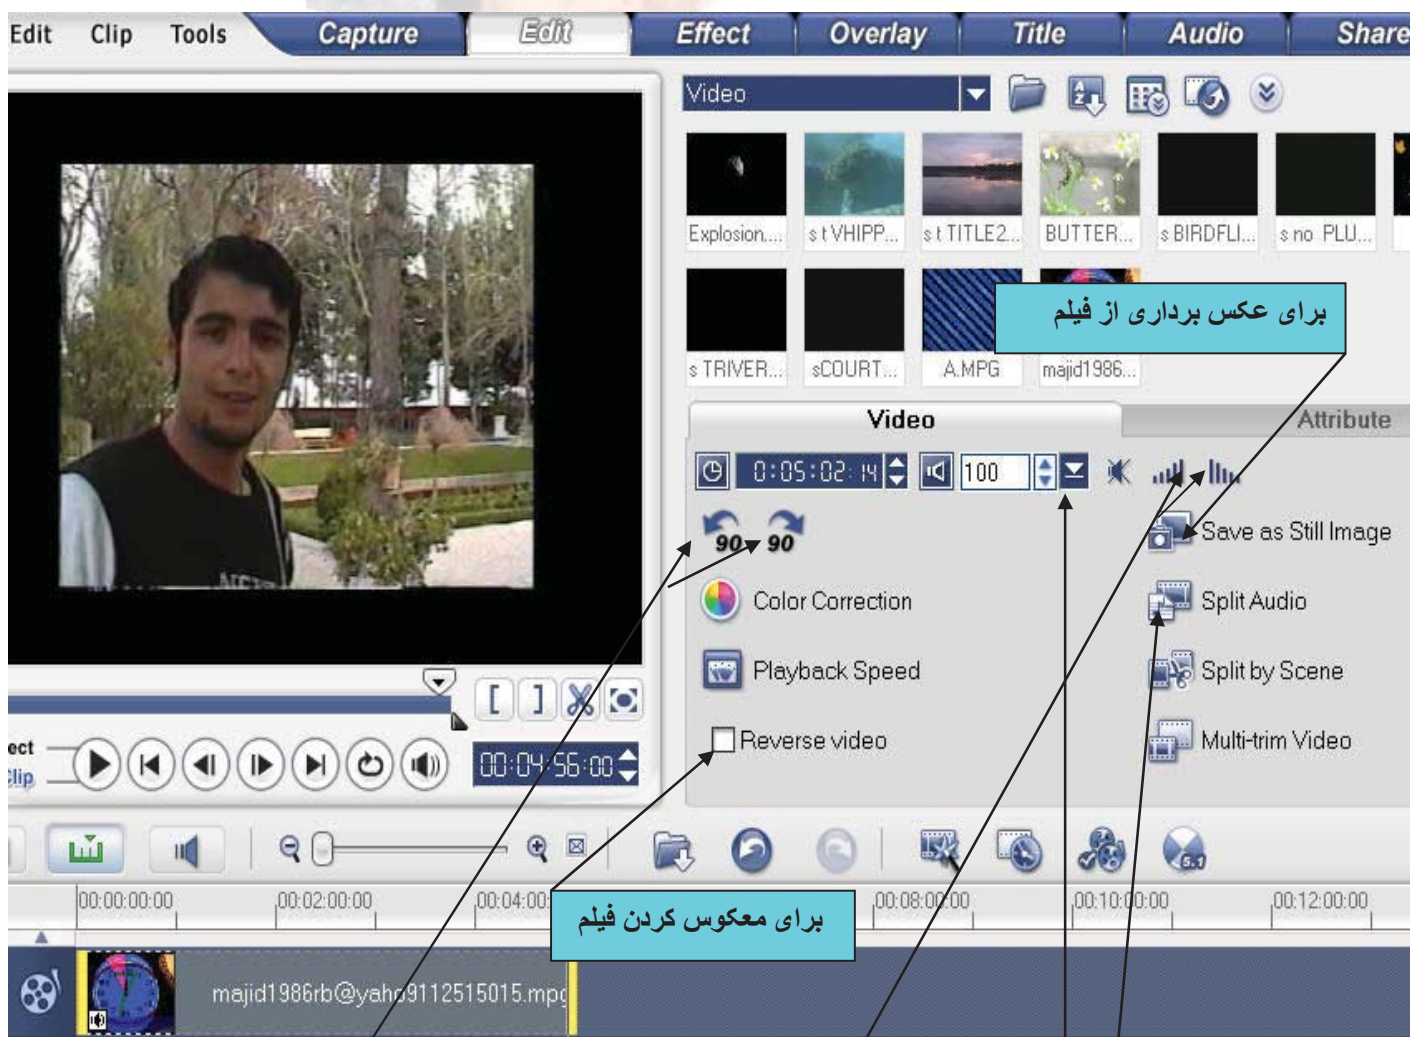 Edit Clip Tools Capture Edit Effect Overlay Title Audio Share
Video
Explosion.... s t VHIPP... s t TITLE2... BUTTER... s BIRDFLI... s no PLU...
برای عکس برداری از فیلم
s TRIVER... sCOURT... A.MPG majid1986...
Video Attribute
0:05:02:14 100
90 90 Save as Still Image
Color Correction Split Audio
Playback Speed Split by Scene
Reverse video Multi-trim Video
ect
Clip 00:04:56:00
5.1
00:00:00:00 00:02:00:00 00:04:00: 00:08:00:00 00:10:00:00 00:12:00:00
برای معکوس کردن فیلم
majid1986rb@yaho9112515015.mpg